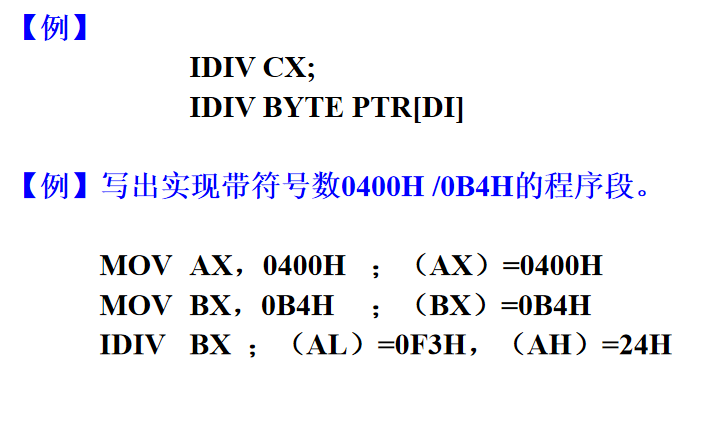 【例】
IDIV CX;
IDIV BYTE PTR[DI]
【例】写出实现带符号数0400H /0B4H的程序段。
MOV AX，0400H ；（AX）=0400H
MOV BX，0B4H ；（BX）=0B4H
IDIV BX ；（AL）=0F3H，（AH）=24H